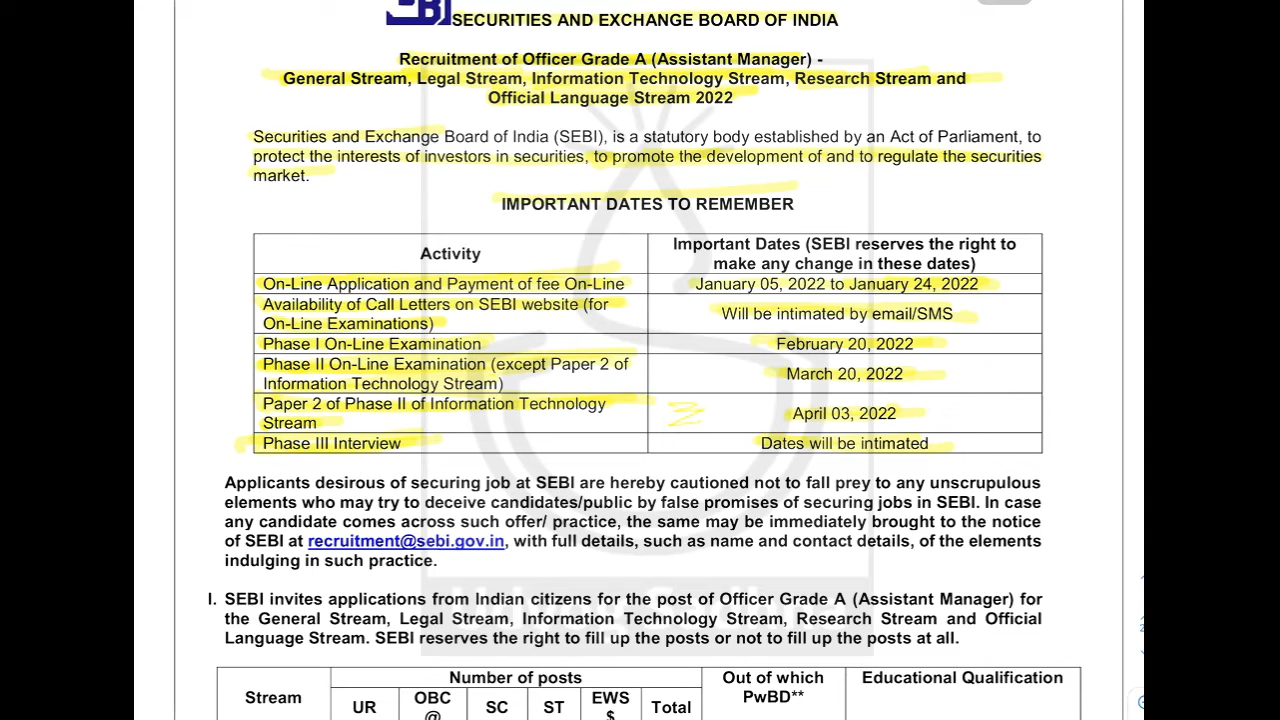 SEBI
SECURITIES AND EXCHANGE BOARD OF INDIA
Recruitment of Officer Grade A (Assistant Manager) -
General Stream, Legal Stream, Information Technology Stream, Research Stream and
Official Language Stream 2022
Securities and Exchange Board of India (SEBI), is a statutory body established by an Act of Parliament, to
protect the interests of investors in securities, to promote the development of and to regulate the securities
market.
IMPORTANT DATES TO REMEMBER
Activity
Important Dates (SEBI reserves the right to
make any change in these dates)
On-Line Application and Payment of fee On-Line
January 05, 2022 to January 24, 2022
Availability of Call Letters on SEBI website (for
On-Line Examinations)
Will be intimated by email/SMS
Phase I On-Line Examination
February 20, 2022
Phase II On-Line Examination (except Paper 2 of
Information Technology Stream)
March 20, 2022
Paper 2 of Phase II of Information Technology
Stream
April 03, 2022
Phase III Interview
Dates will be intimated
Applicants desirous of securing job at SEBI are hereby cautioned not to fall prey to any unscrupulous
elements who may try to deceive candidates/public by false promises of securing jobs in SEBI. In case
any candidate comes across such offer/ practice, the same may be immediately brought to the notice
of SEBI at recruitment@sebi.gov.in, with full details, such as name and contact details, of the elements
indulging in such practice.
I. SEBI invites applications from Indian citizens for the post of Officer Grade A (Assistant Manager) for
the General Stream, Legal Stream, Information Technology Stream, Research Stream and Official
Language Stream. SEBI reserves the right to fill up the posts or not to fill up the posts at all.
Stream
Number of posts
Out of which
PwBD**
Educational Qualification
UR
OBC
@
SC
ST
EWS
$
Total